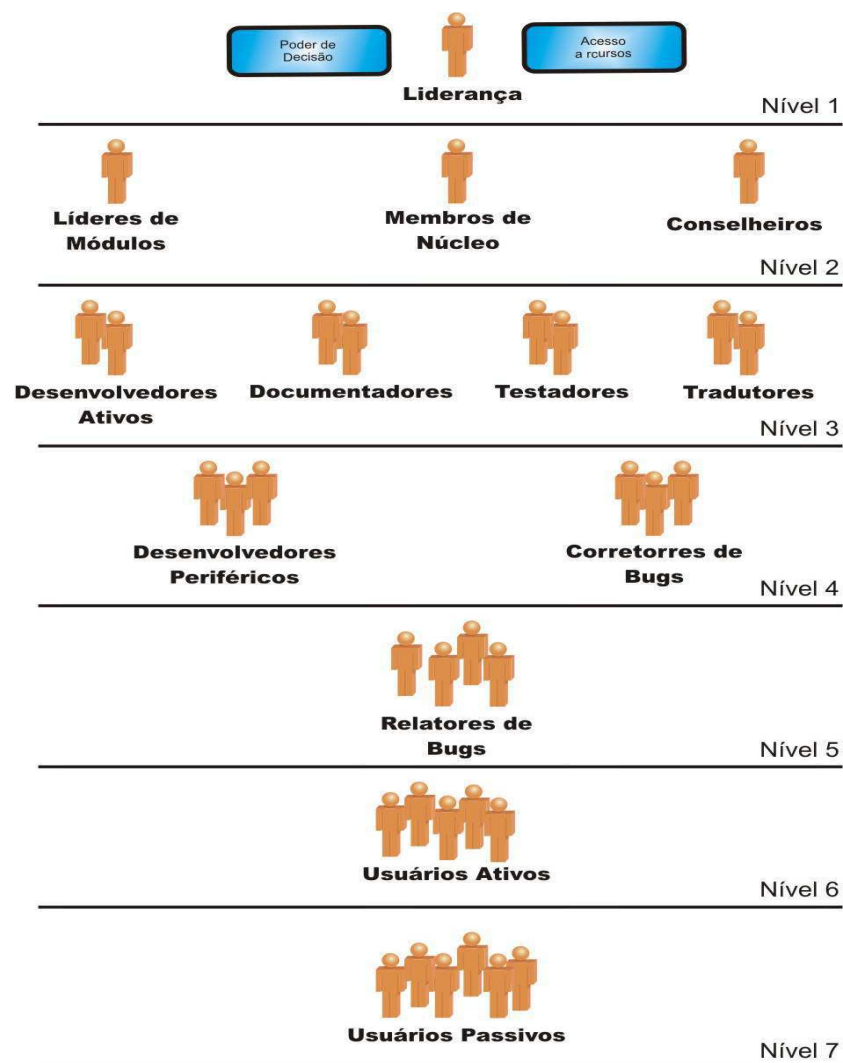 Poder de
Decisão
Acesso
a rcursos
Liderança
Nível 1
Líderes de
Módulos
Membros de
Núcleo
Conselheiros
Nível 2
Desenvolvedores
Ativos
Documentadores
Testadores
Tradutores
Nível 3
Desenvolvedores
Periféricos
Corretorres de
Bugs
Nível 4
Relatores de
Bugs
Nível 5
Usuários Ativos
Nível 6
Usuários Passivos
Nível 7